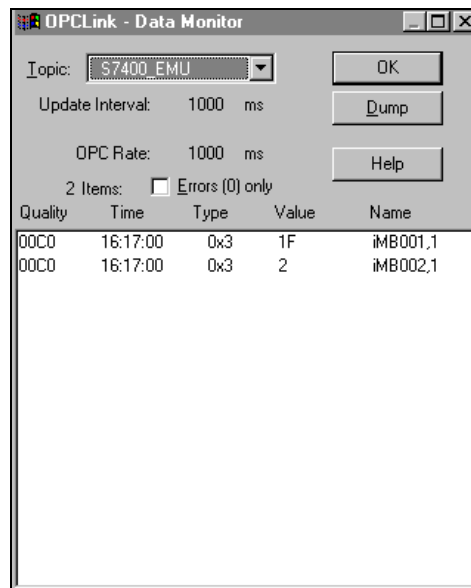 OPCLink - Data Monitor
Topic: S7400_EMU OK
Update Interval: 1000 ms Dump
OPC Rate: 1000 ms Help
2 Items: Errors (0) only
Quality Time Type Value Name
00C0 16:17:00 0x3 1F iMB001,1
00C0 16:17:00 0x3 2 iMB002,1